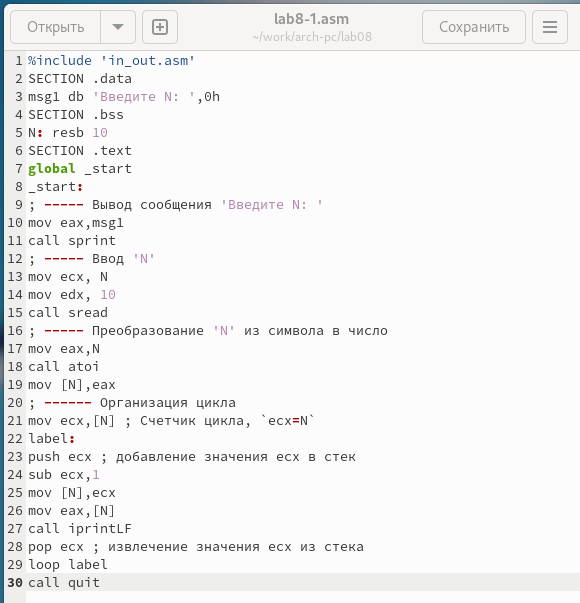 Открыть
lab8-1.asm
~/work/arch-pc/lab08
Сохранить
1 %include 'in_out.asm'
2 SECTION .data
3 msg1 db 'Введите N: ',0h
4 SECTION .bss
5 N: resb 10
6 SECTION .text
7 global _start
8 _start:
9 ; ----- Вывод сообщения 'Введите N: '
10 mov eax,msg1
11 call sprint
12 ; ----- Ввод 'N'
13 mov ecx, N
14 mov edx, 10
15 call sread
16 ; ----- Преобразование 'N' из символа в число
17 mov eax,N
18 call atoi
19 mov [N],eax
20 ; ------ Организация цикла
21 mov ecx,[N] ; Счетчик цикла, `ecx=N`
22 label:
23 push ecx ; добавление значения ecx в стек
24 sub ecx,1
25 mov [N],ecx
26 mov eax,[N]
27 call iprintLF
28 pop ecx ; извлечение значения ecx из стека
29 loop label
30 call quit